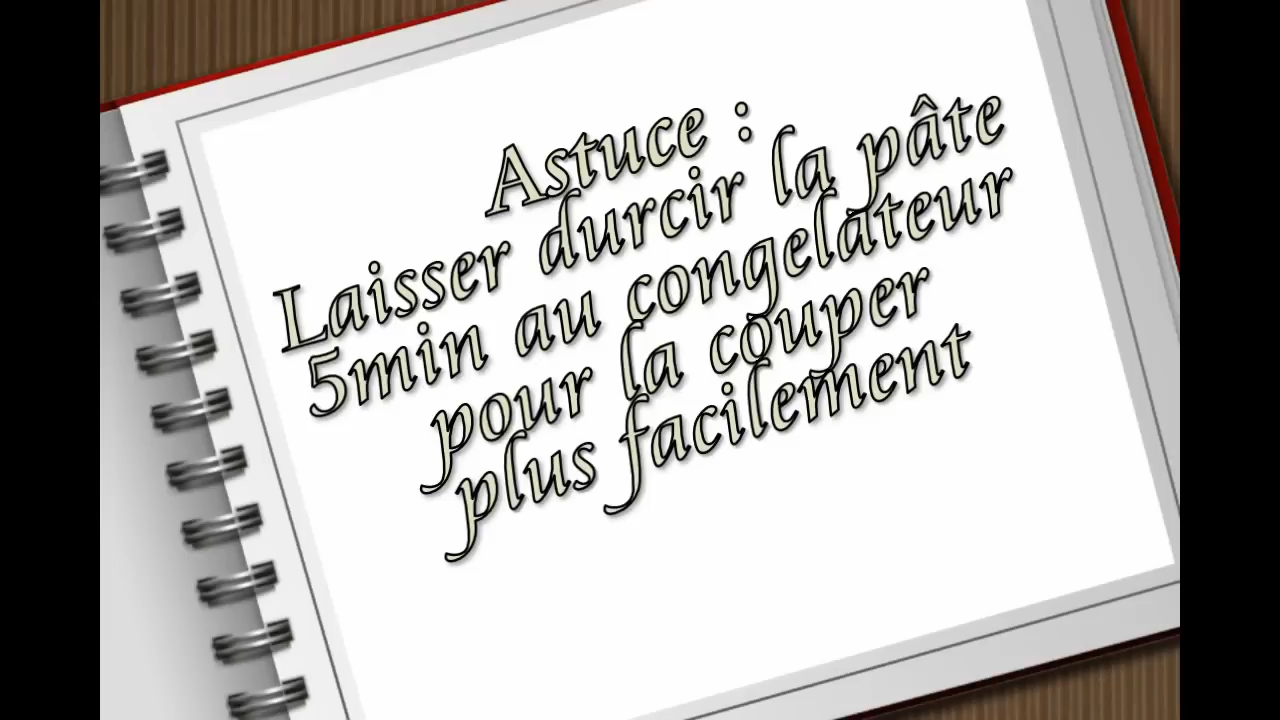 Astuce :
Laisser durcir la pâte
5min au congelateur
pour la couper
plus facilement